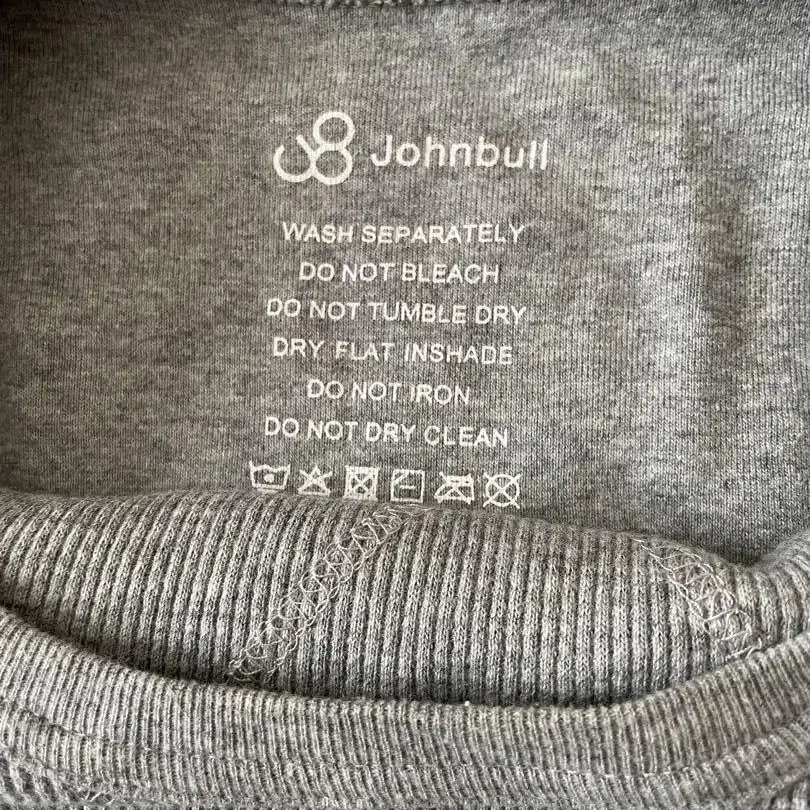 Johnbull
WASH SEPARATELY
DO NOT BLEACH
DO NOT TUMBLE DRY
DRY FLAT INSHADE
DO NOT IRON
DO NOT DRY CLEAN